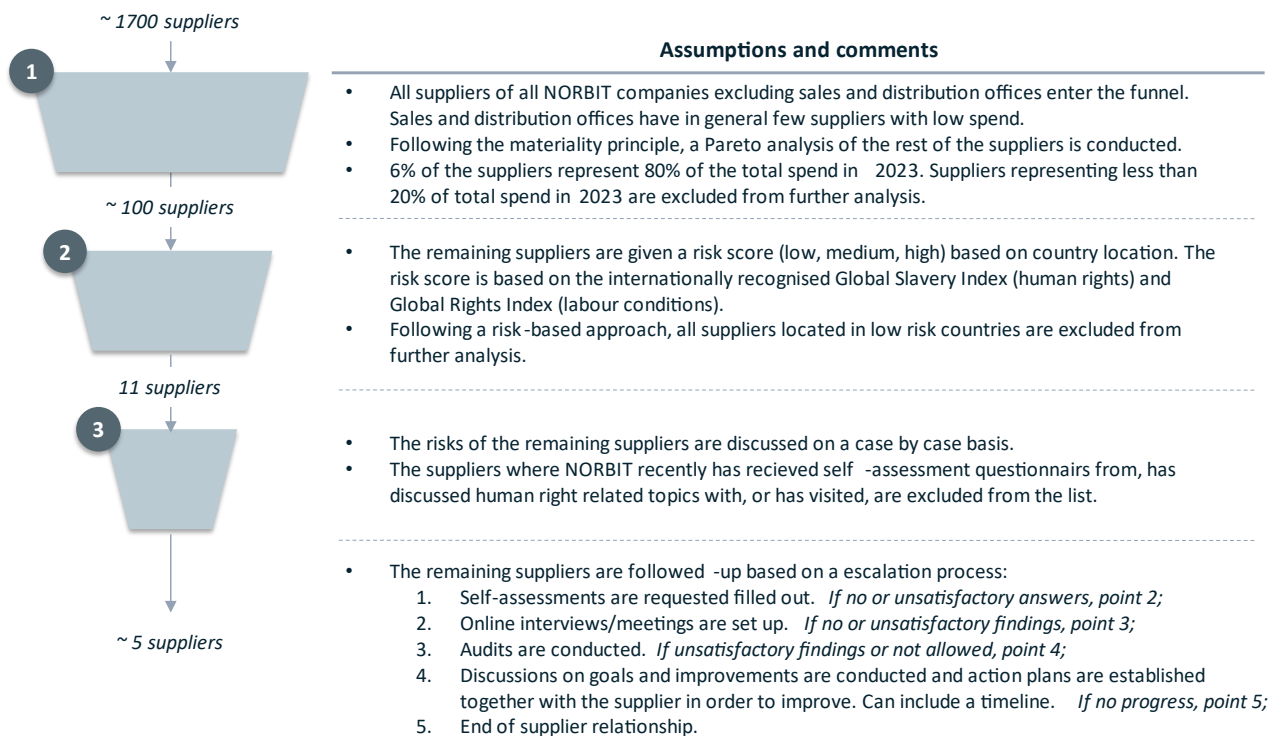 ~ 1700 suppliers
1
Assumptions and comments
• All suppliers of all NORBIT companies excluding sales and distribution offices enter the funnel.
Sales and distribution offices have in general few suppliers with low spend.
• Following the materiality principle, a Pareto analysis of the rest of the suppliers is conducted.
• 6% of the suppliers represent 80% of the total spend in 2023. Suppliers representing less than
20% of total spend in 2023 are excluded from further analysis.
~ 100 suppliers
2
• The remaining suppliers are given a risk score (low, medium, high) based on country location. The
risk score is based on the internationally recognised Global Slavery Index (human rights) and
Global Rights Index (labour conditions).
• Following a risk-based approach, all suppliers located in low risk countries are excluded from
further analysis.
11 suppliers
3
• The risks of the remaining suppliers are discussed on a case by case basis.
• The suppliers where NORBIT recently has recieved self -assessment questionnairs from, has
discussed human right related topics with, or has visited, are excluded from the list.
~ 5 suppliers
• The remaining suppliers are followed -up based on a escalation process:
1. Self-assessments are requested filled out. If no or unsatisfactory answers, point 2;
2. Online interviews/meetings are set up. If no or unsatisfactory findings, point 3;
3. Audits are conducted. If unsatisfactory findings or not allowed, point 4;
4. Discussions on goals and improvements are conducted and action plans are established
together with the supplier in order to improve. Can include a timeline. If no progress, point 5;
5. End of supplier relationship.